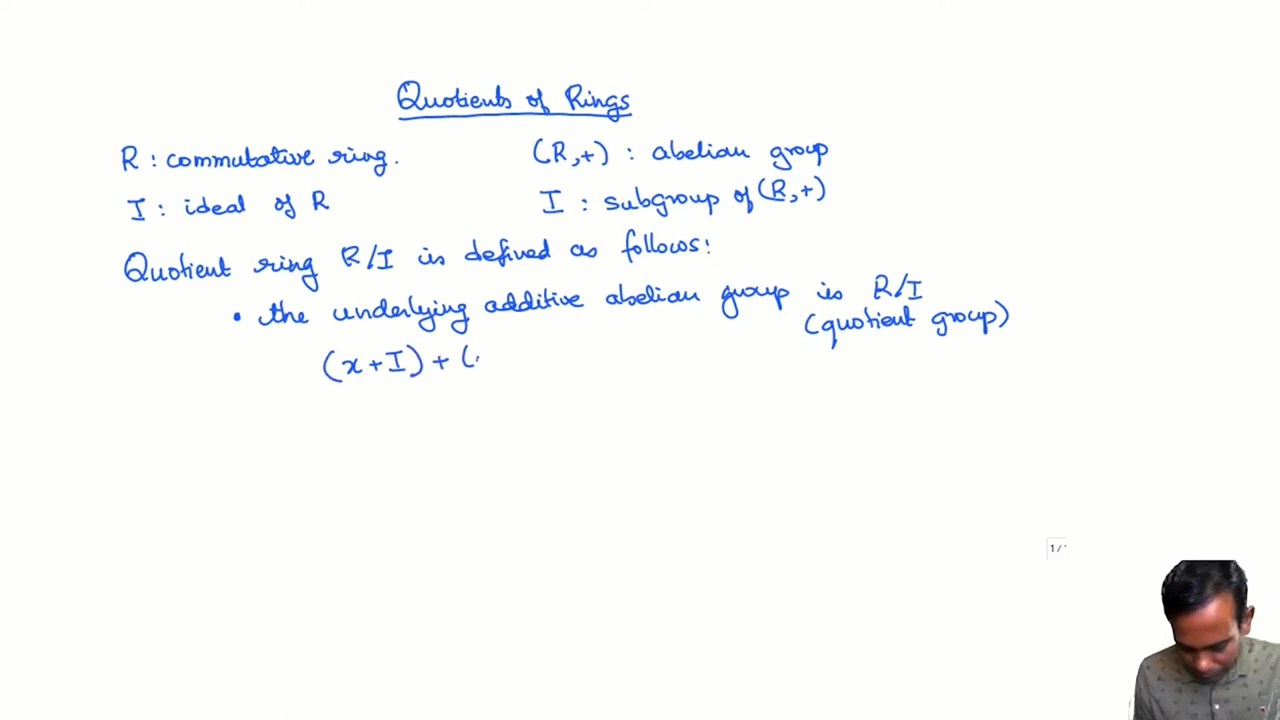 Quotients of Rings
R : commutative ring. (R,+) : abelian group
I : ideal of R I : subgroup of (R,+)
Quotient ring R/I is defined as follows:
• the underlying additive abelian group is R/I
(quotient group)
(x+I) + (
1/